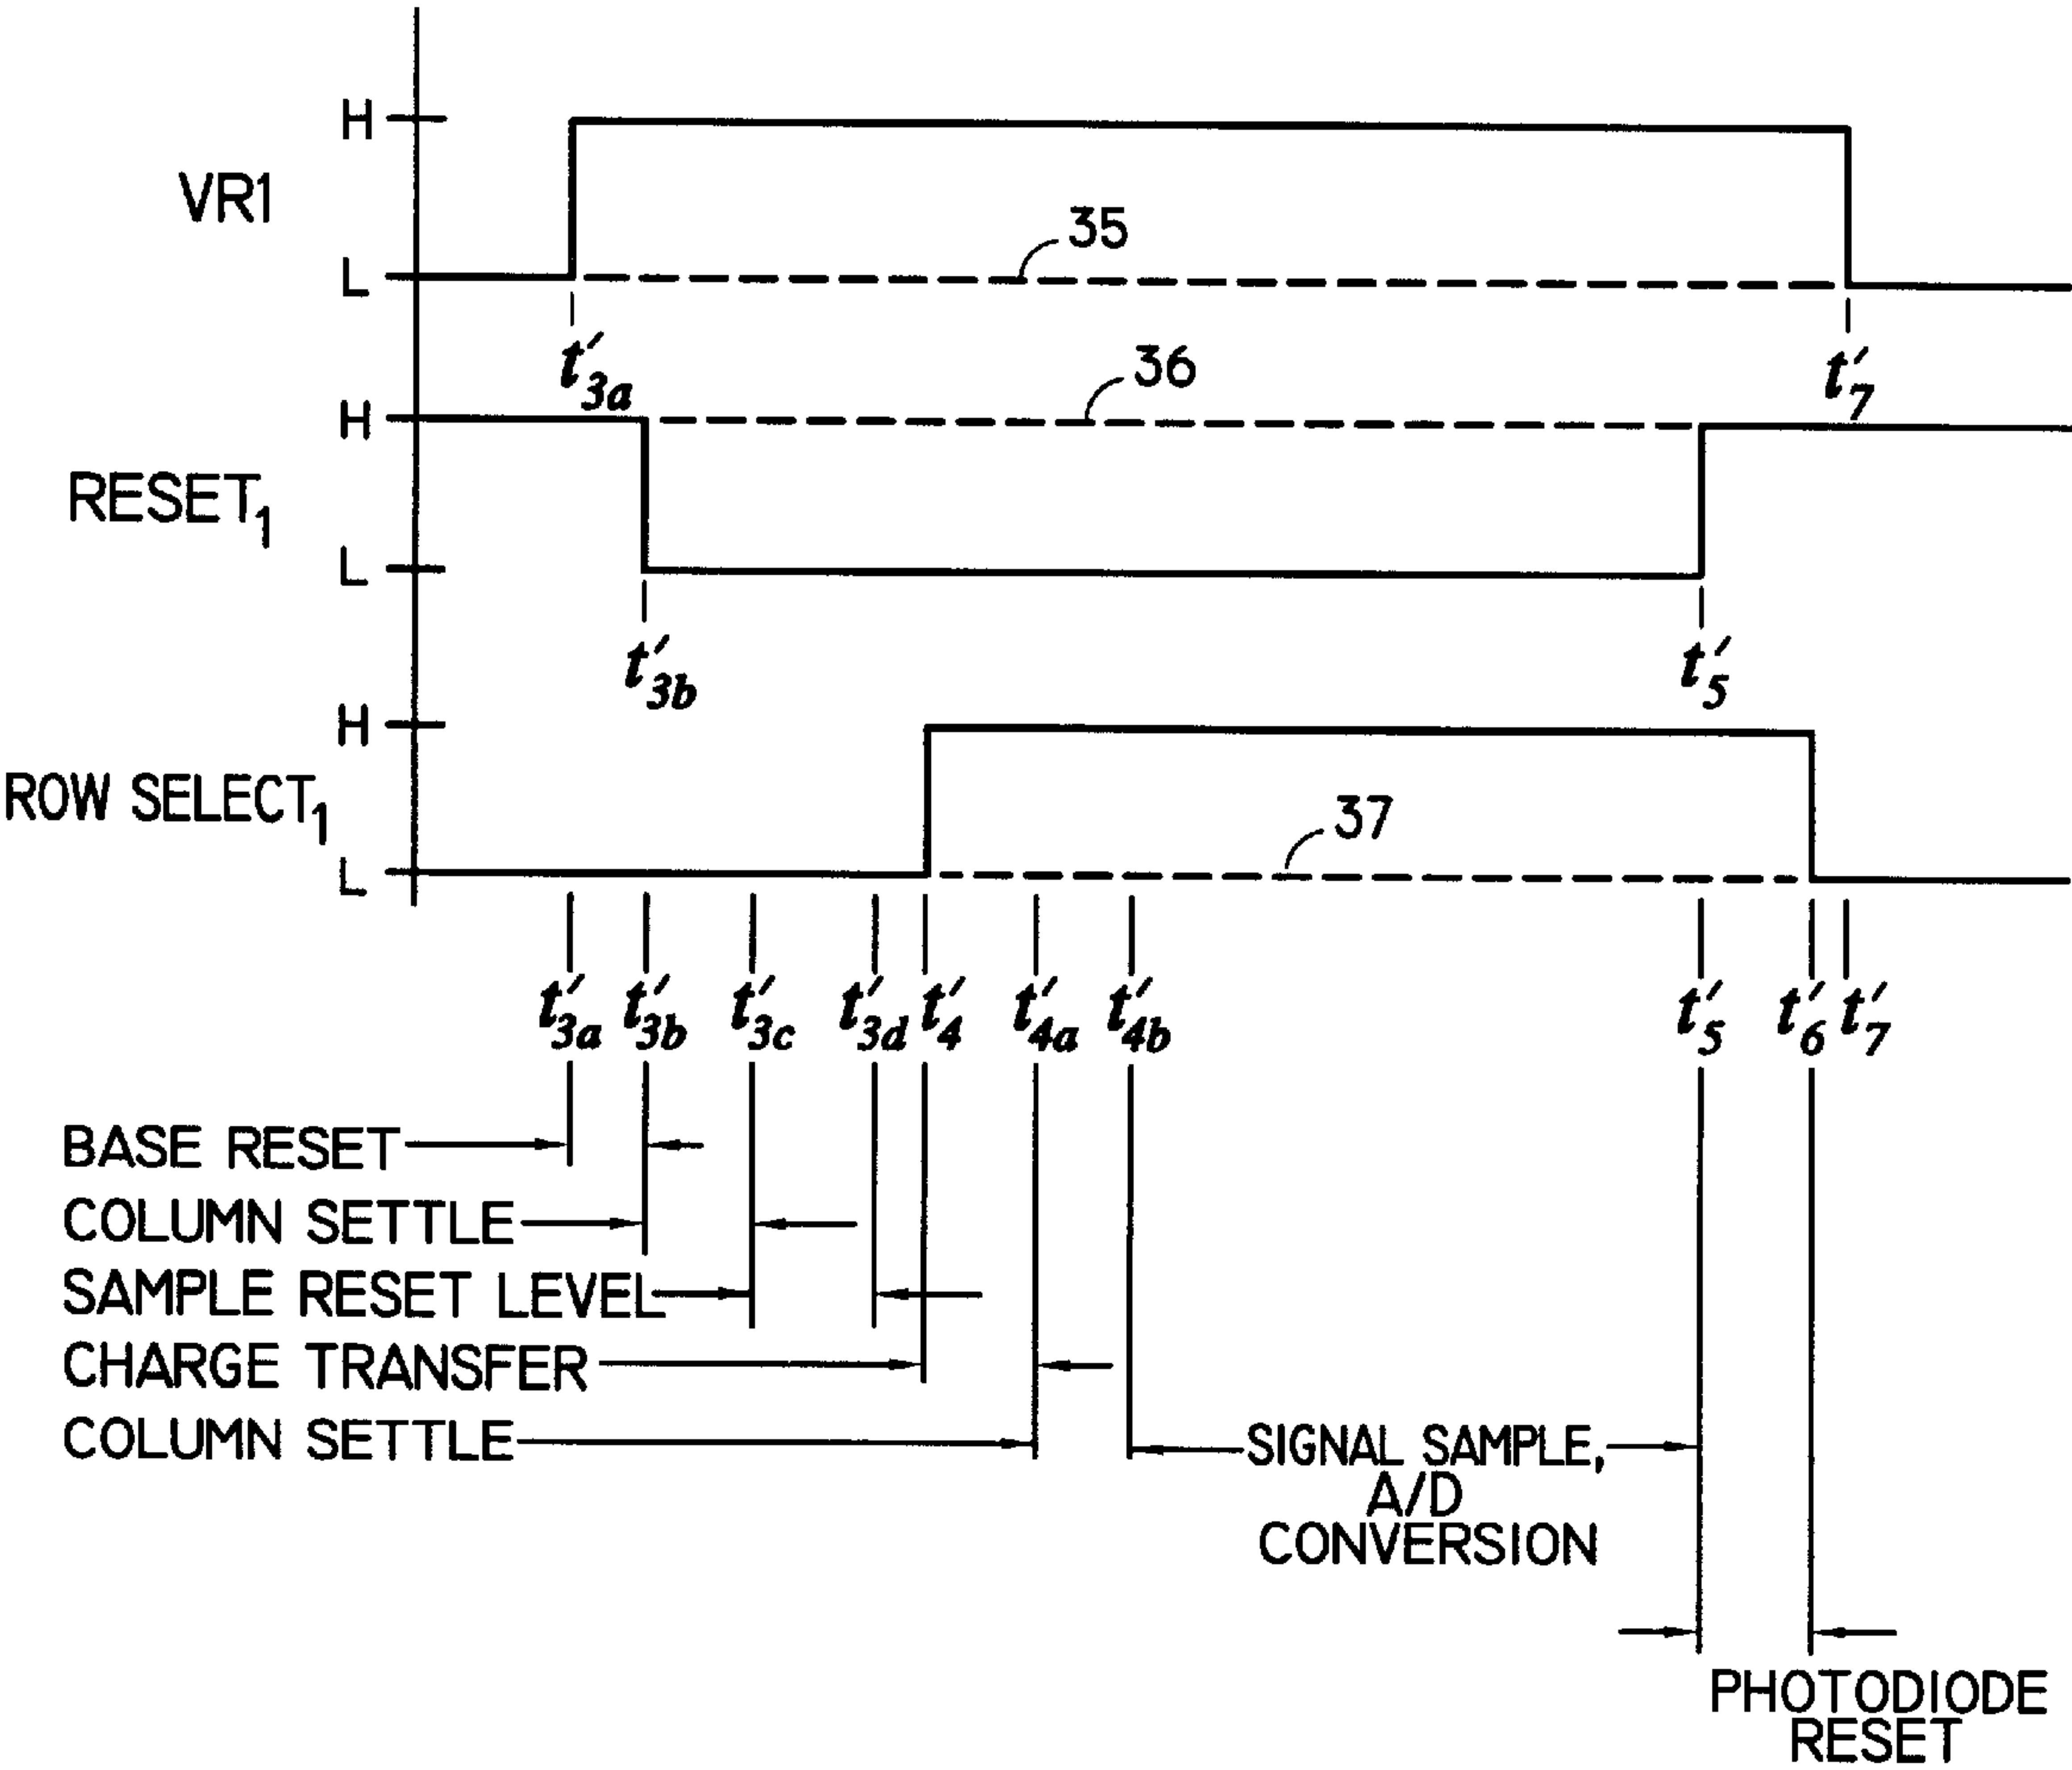 H
VR1
35
L
t'3a
t'7
36
H
RESET1
L
t'3b
t'5
H
ROW SELECT1
37
L
t'3a t'3b t'3c t'3d t'4 t'4a t'4b t'5 t'6 t'7
BASE RESET
COLUMN SETTLE
SAMPLE RESET LEVEL
CHARGE TRANSFER
COLUMN SETTLE
SIGNAL SAMPLE,
A/D
CONVERSION
PHOTODIODE
RESET